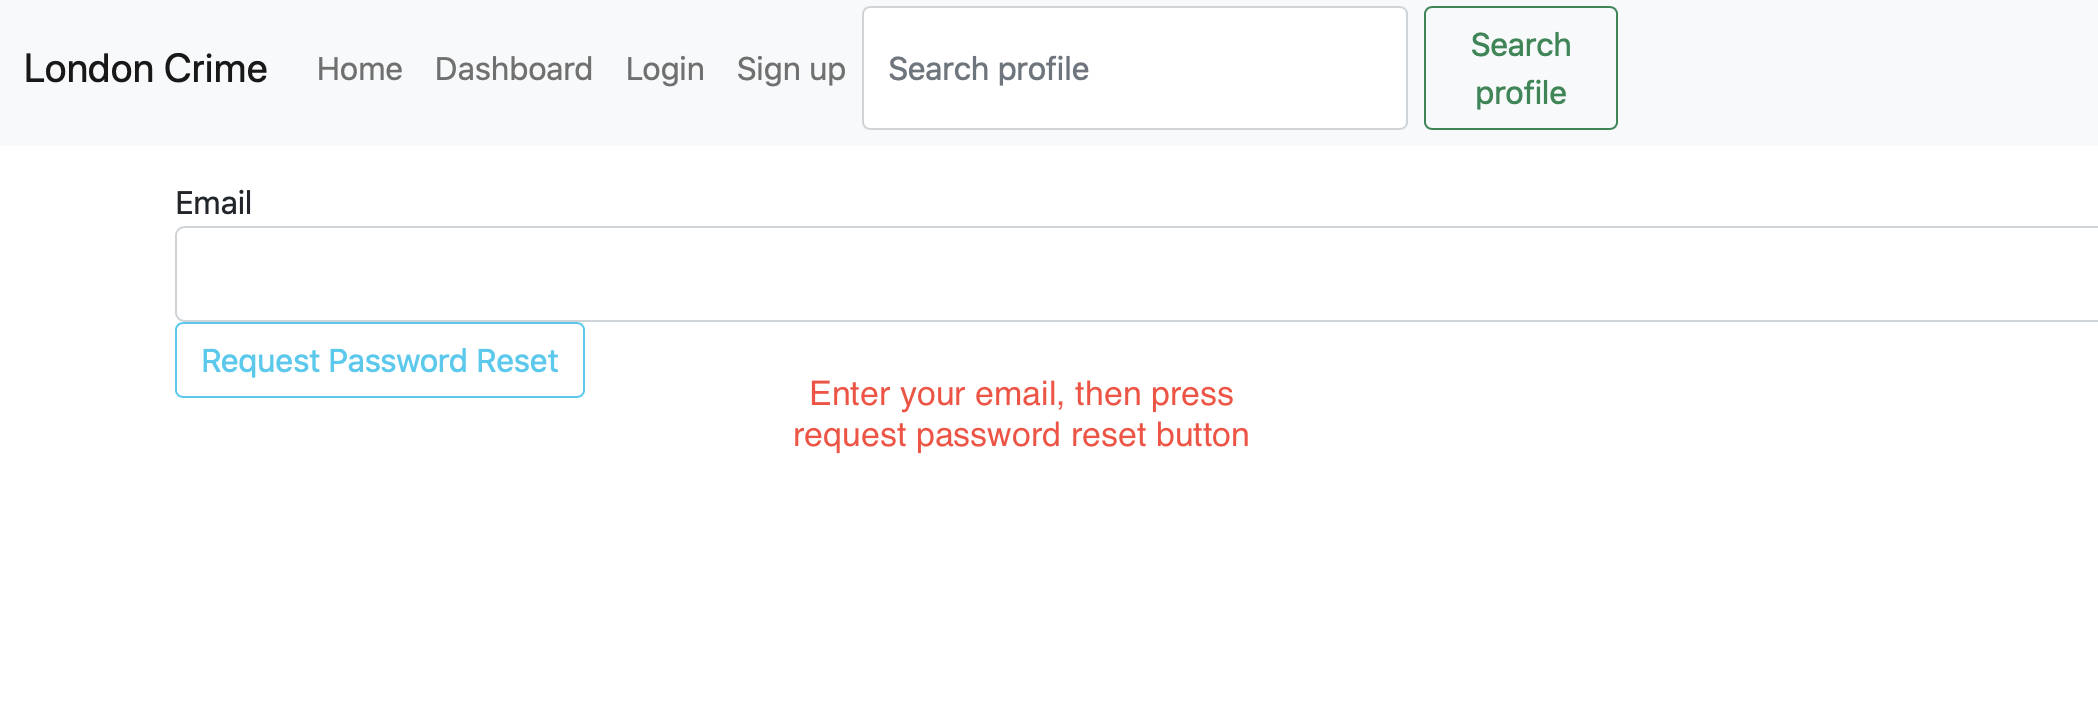 London Crime Home Dashboard Login Sign up Search profile Search
profile
Email
Request Password Reset
Enter your email, then press
request password reset button